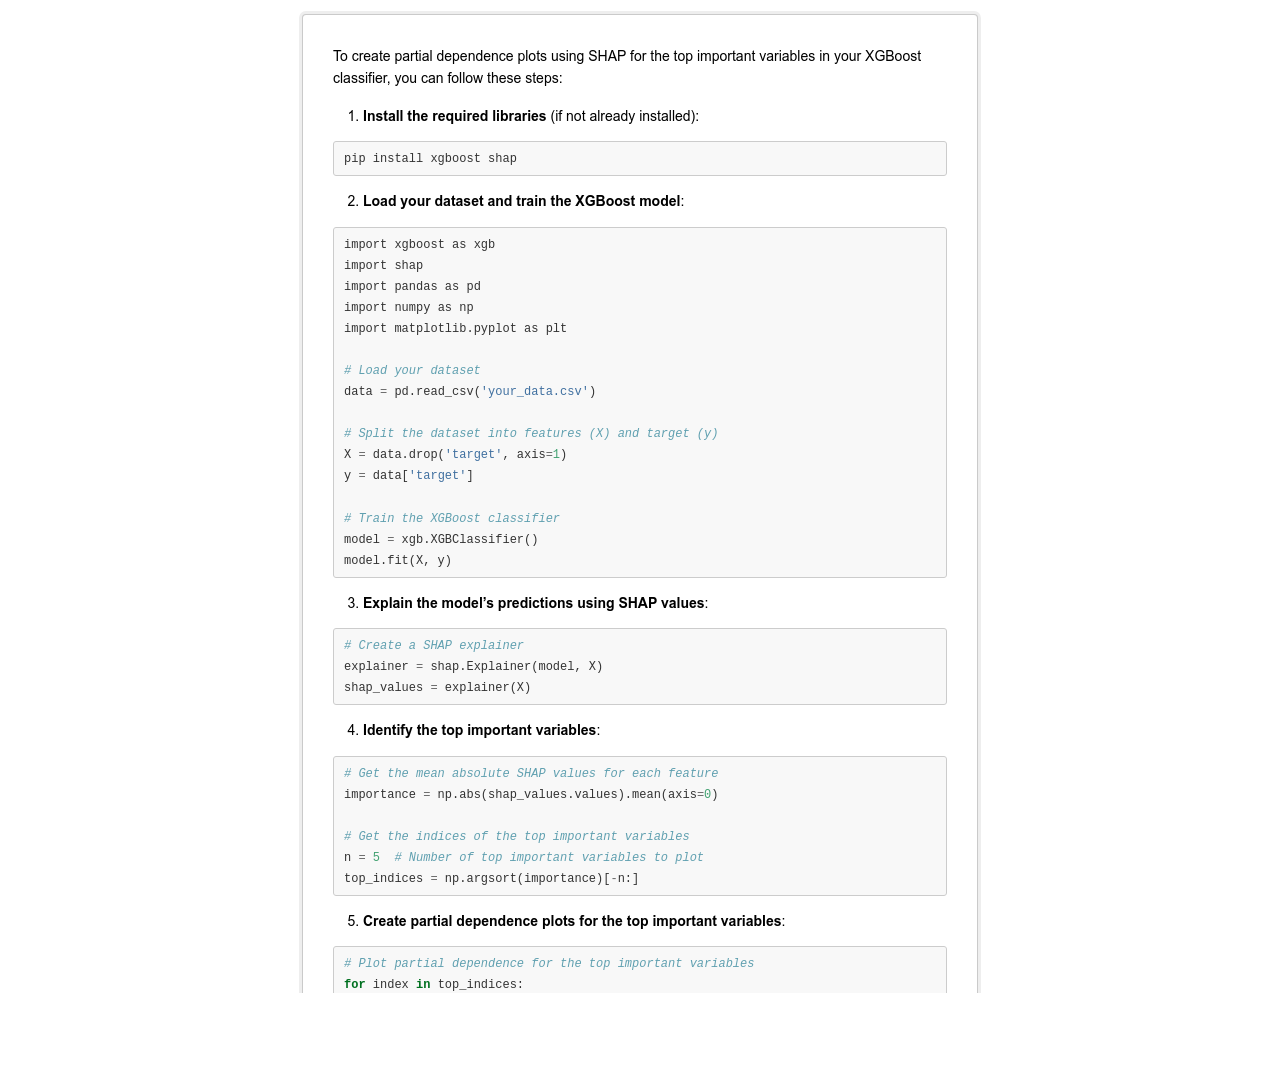 To create partial dependence plots using SHAP for the top important variables in your XGBoost
classifier, you can follow these steps:
1. Install the required libraries (if not already installed):
pip install xgboost shap
2. Load your dataset and train the XGBoost model:
import xgboost as xgb
import shap
import pandas as pd
import numpy as np
import matplotlib.pyplot as plt
# Load your dataset
data = pd.read_csv('your_data.csv')
# Split the dataset into features (X) and target (y)
X = data.drop('target', axis=1)
y = data['target']
# Train the XGBoost classifier
model = xgb.XGBClassifier()
model.fit(X, y)
3. Explain the model’s predictions using SHAP values:
# Create a SHAP explainer
explainer = shap.Explainer(model, X)
shap_values = explainer(X)
4. Identify the top important variables:
# Get the mean absolute SHAP values for each feature
importance = np.abs(shap_values.values).mean(axis=0)
# Get the indices of the top important variables
n = 5  # Number of top important variables to plot
top_indices = np.argsort(importance)[-n:]
5. Create partial dependence plots for the top important variables:
# Plot partial dependence for the top important variables
for index in top_indices: